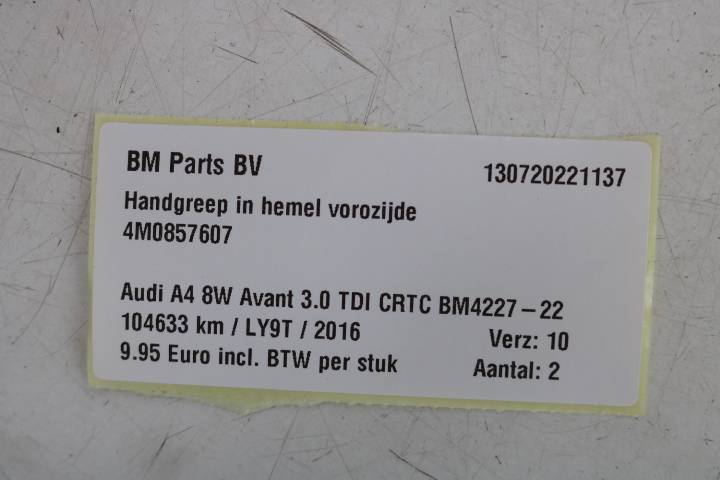 BM Parts BV 130720221137
Handgreep in hemel vorozijde
4M0857607
Audi A4 8W Avant 3.0 TDI CRTC BM4227-22
104633 km / LY9T / 2016 Verz: 10
9.95 Euro incl. BTW per stuk Aantal: 2